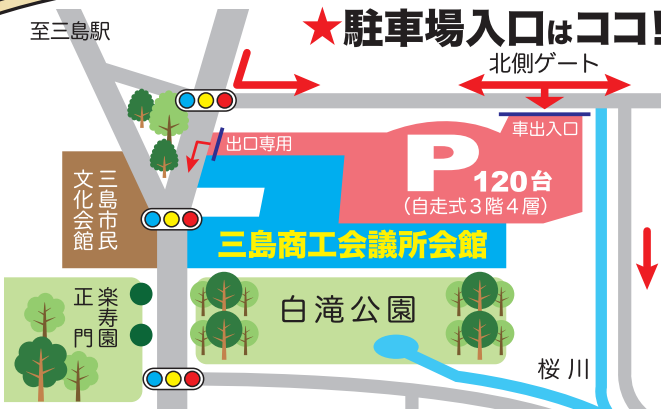 至三島駅
★駐車場入口はココ!
北側ゲート
車出入口
出口専用
P
120台
(自走式3階4層)
三島市民
文化会館
三島商工会議所会館
楽寿園
正門
白滝公園
桜川